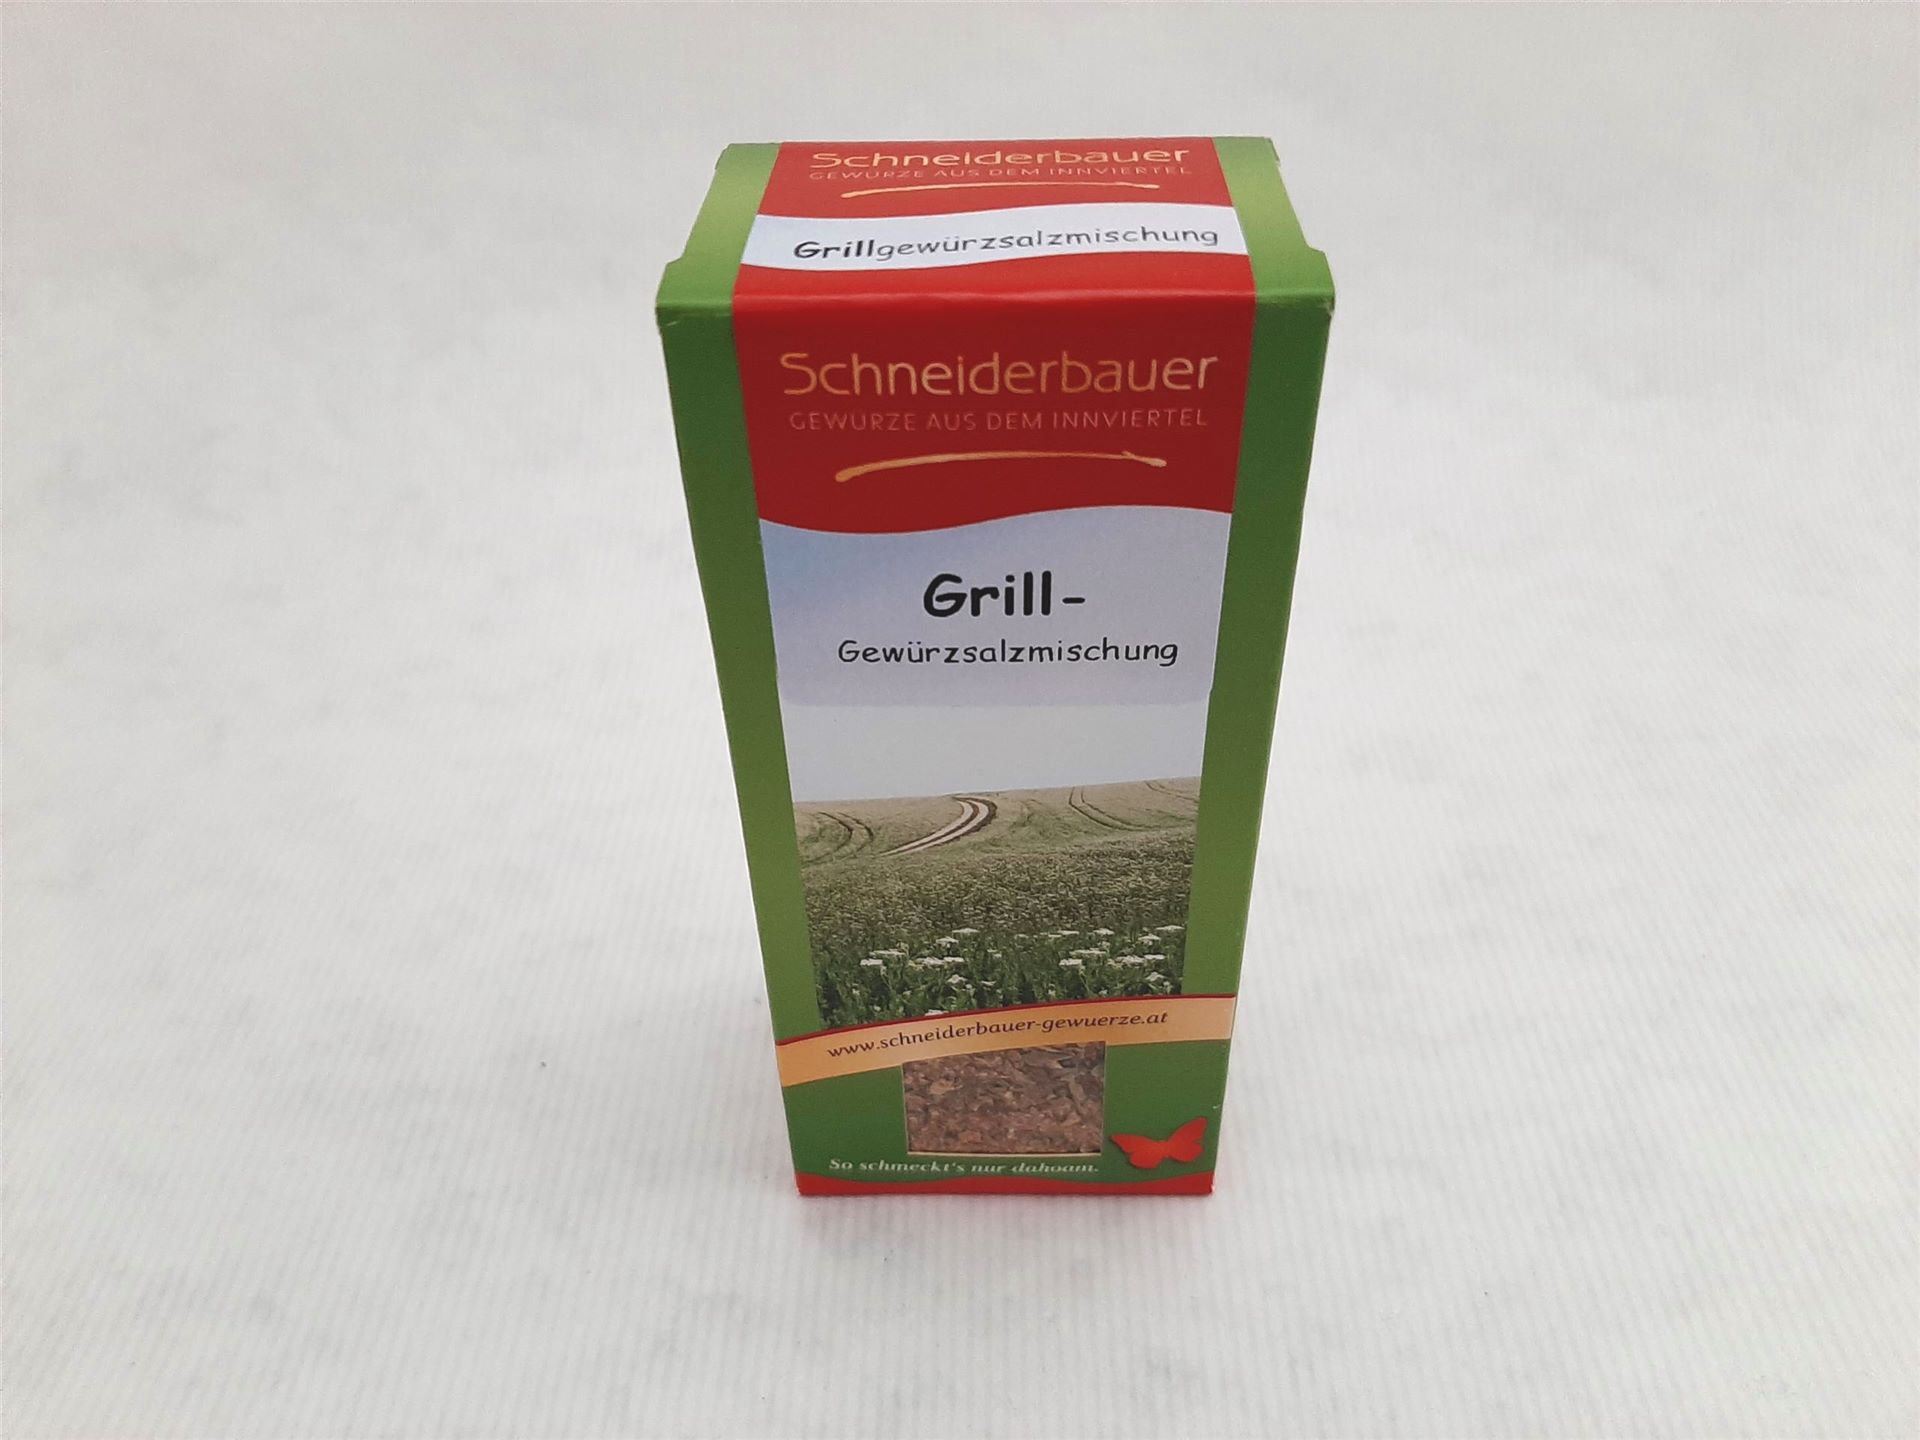 Schneiderbauer
GEWÜRZE AUS DEM INNVIERTEL
Grillgewürzsalzmischung
Schneiderbauer
GEWÜRZE AUS DEM INNVIERTEL
Grill-
Gewürzsalzmischung
www.schneiderbauer-gewuerze.at
So schmeckt's nur dahoam.